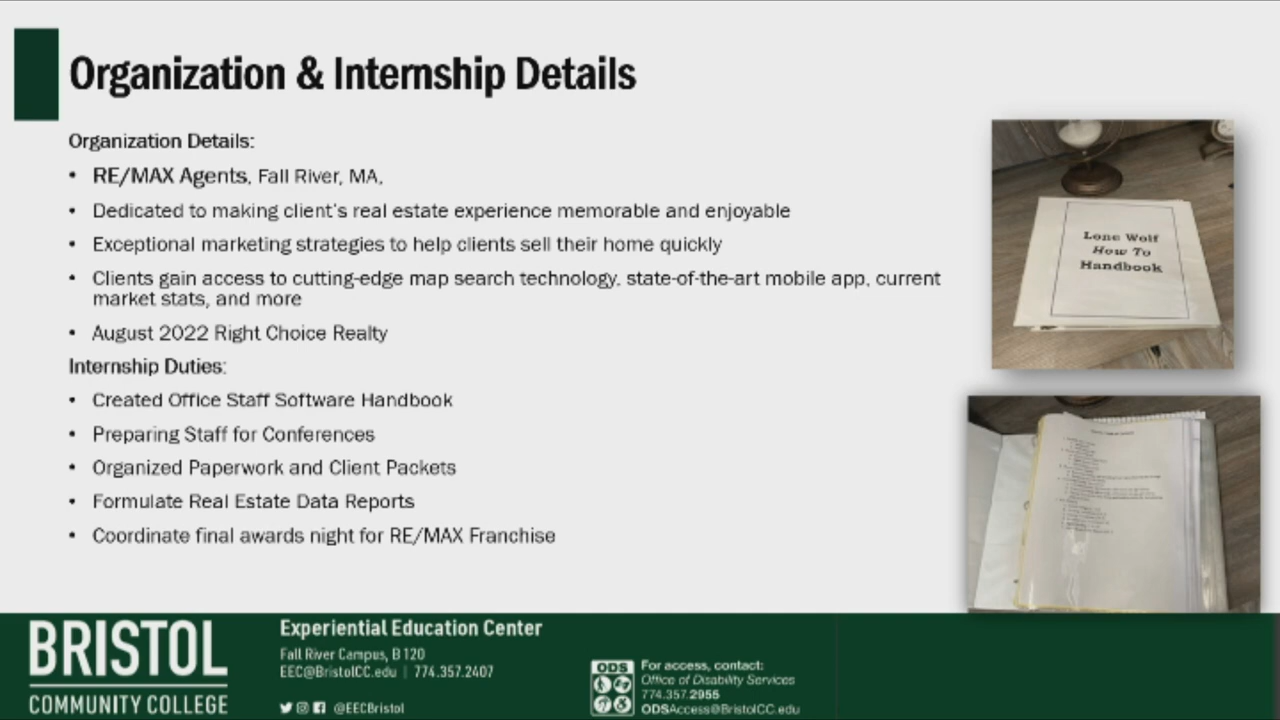 Organization & Internship Details
Organization Details:
• RE/MAX Agents, Fall River, MA,
• Dedicated to making client's real estate experience memorable and enjoyable
• Exceptional marketing strategies to help clients sell their home quickly
• Clients gain access to cutting-edge map search technology, state-of-the-art mobile app, current
market stats, and more
• August 2022 Right Choice Realty
Internship Duties:
• Created Office Staff Software Handbook
• Preparing Staff for Conferences
• Organized Paperwork and Client Packets
• Formulate Real Estate Data Reports
• Coordinate final awards night for RE/MAX Franchise
Lone Wolf
How To
Handbook
BRISTOL
COMMUNITY COLLEGE
Experiential Education Center
Fall River Campus, B 120
EEC@BristolCC.edu | 774.357.2407
@EECBristol
ODS
For access, contact:
Office of Disability Services
774.357.2955
ODSAccess@BristolCC.edu